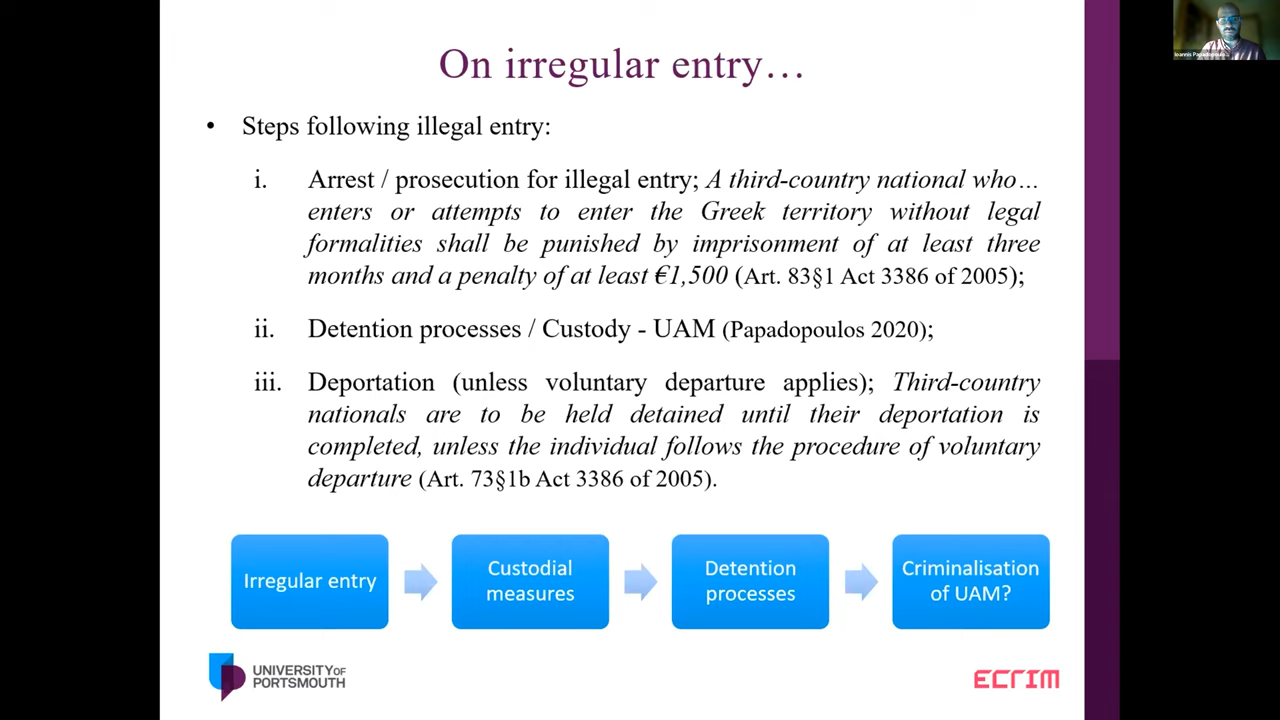 On irregular entry…
• Steps following illegal entry:
i. Arrest / prosecution for illegal entry; A third-country national who…
enters or attempts to enter the Greek territory without legal
formalities shall be punished by imprisonment of at least three
months and a penalty of at least €1,500 (Art. 83§1 Act 3386 of 2005);
ii. Detention processes / Custody - UAM (Papadopoulos 2020);
iii. Deportation (unless voluntary departure applies); Third-country
nationals are to be held detained until their deportation is
completed, unless the individual follows the procedure of voluntary
departure (Art. 73§1b Act 3386 of 2005).
Irregular entry
Custodial
measures
Detention
processes
Criminalisation
of UAM?
UNIVERSITY OF
PORTSMOUTH
ECRIM
Ioannis Papadopoulo...